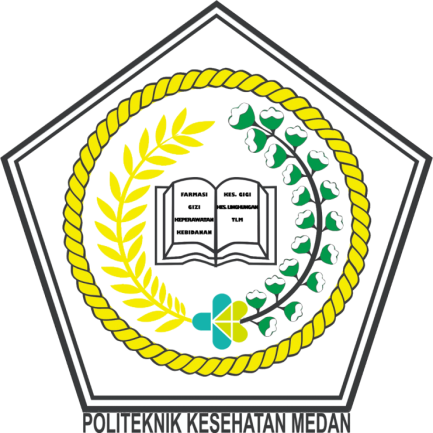 FARMASI
GIZI
KEPERAWATAN
KEBIDANAN
KES. GIGI
KES. LINGKUNGAN
TLM
POLITEKNIK KESEHATAN MEDAN